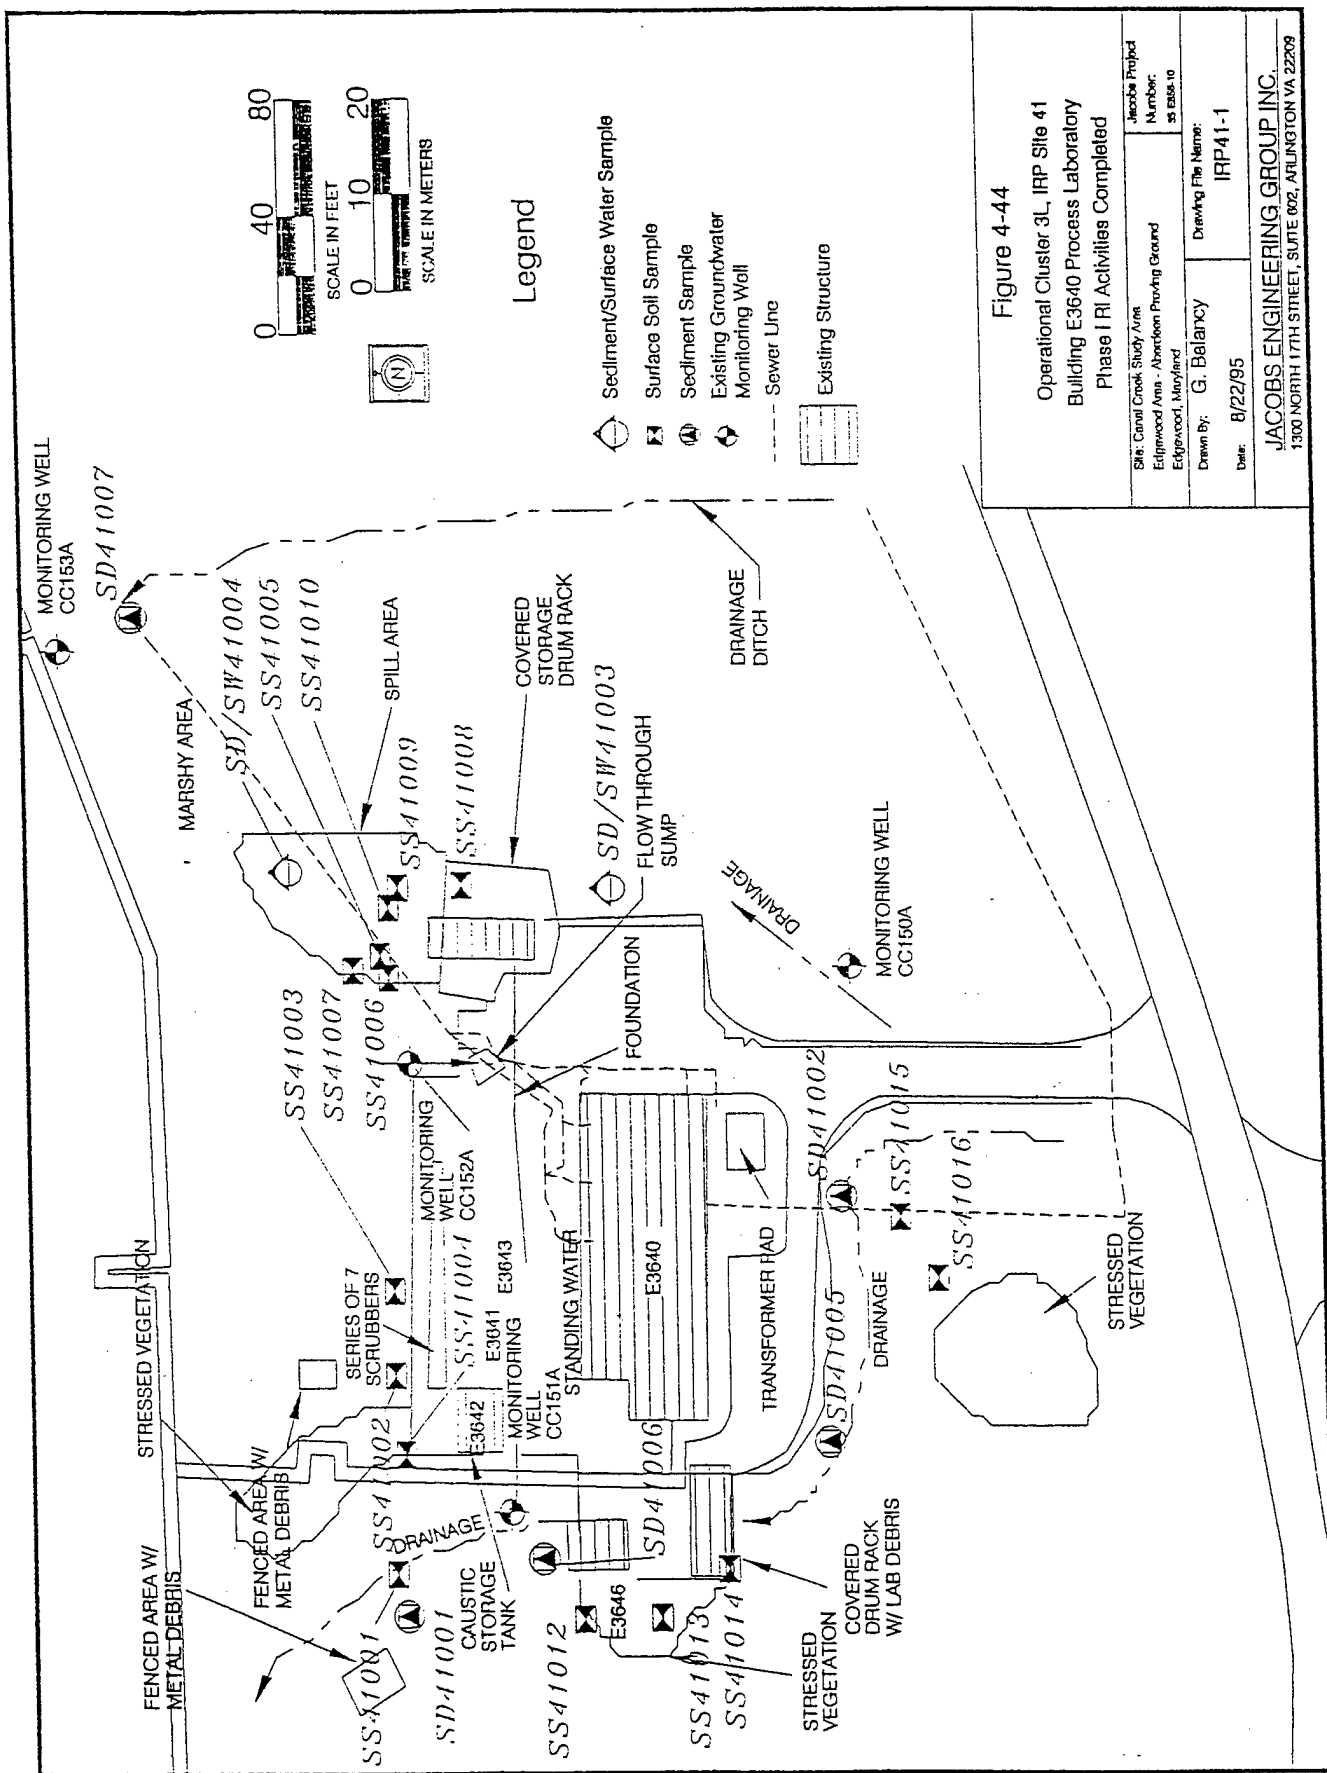 FENCED AREA W/
METAL DEBRIS
STRESSED VEGETATION
MARSHY AREA
MONITORING WELL
CC153A
SD41007
FENCED AREA W/
METAL DEBRIS
SERIES OF 7
SCRUBBERS
SS41003
SS41007
SS41006
SD/SW41004
SS41005
SS41010
SPILL AREA
SS41009
SS41008
COVERED
STORAGE
DRUM RACK
SS41001
SD41001
SS41002
DRAINAGE
CAUSTIC
STORAGE
TANK
E3642
SS41004
E3641
E3643
MONITORING
WELL
CC152A
MONITORING
WELL
CC151A
STANDING WATER
FOUNDATION
SD/SW41003
FLOW THROUGH
SUMP
DRAINAGE
DITCH
SS41012
E3646
SD41006
E3640
SS41013
SS41014
TRANSFORMER PAD
DRAINAGE
MONITORING WELL
CC150A
STRESSED
VEGETATION
COVERED
DRUM RACK
W/ LAB DEBRIS
SD41005
SD41002
SS41015
SS41016
DRAINAGE
STRESSED
VEGETATION
0 40 80
SCALE IN FEET
0 10 20
SCALE IN METERS
N
Legend
Sediment/Surface Water Sample
Surface Soil Sample
Sediment Sample
Existing Groundwater
Monitoring Well
Sewer Line
Existing Structure
Figure 4-44
Operational Cluster 3L, IRP Site 41
Building E3640 Process Laboratory
Phase I RI Activities Completed
Site: Canal Creek Study Area
Edgewood Area - Aberdeen Proving Ground
Edgewood, Maryland
Jacobs Project
Number:
Drawn By: G. Balancy
Drawing File Name:
IRP41-1
Date: 8/22/95
JACOBS ENGINEERING GROUP INC.
1300 NORTH 17TH STREET, SUITE 602, ARLINGTON VA 22209